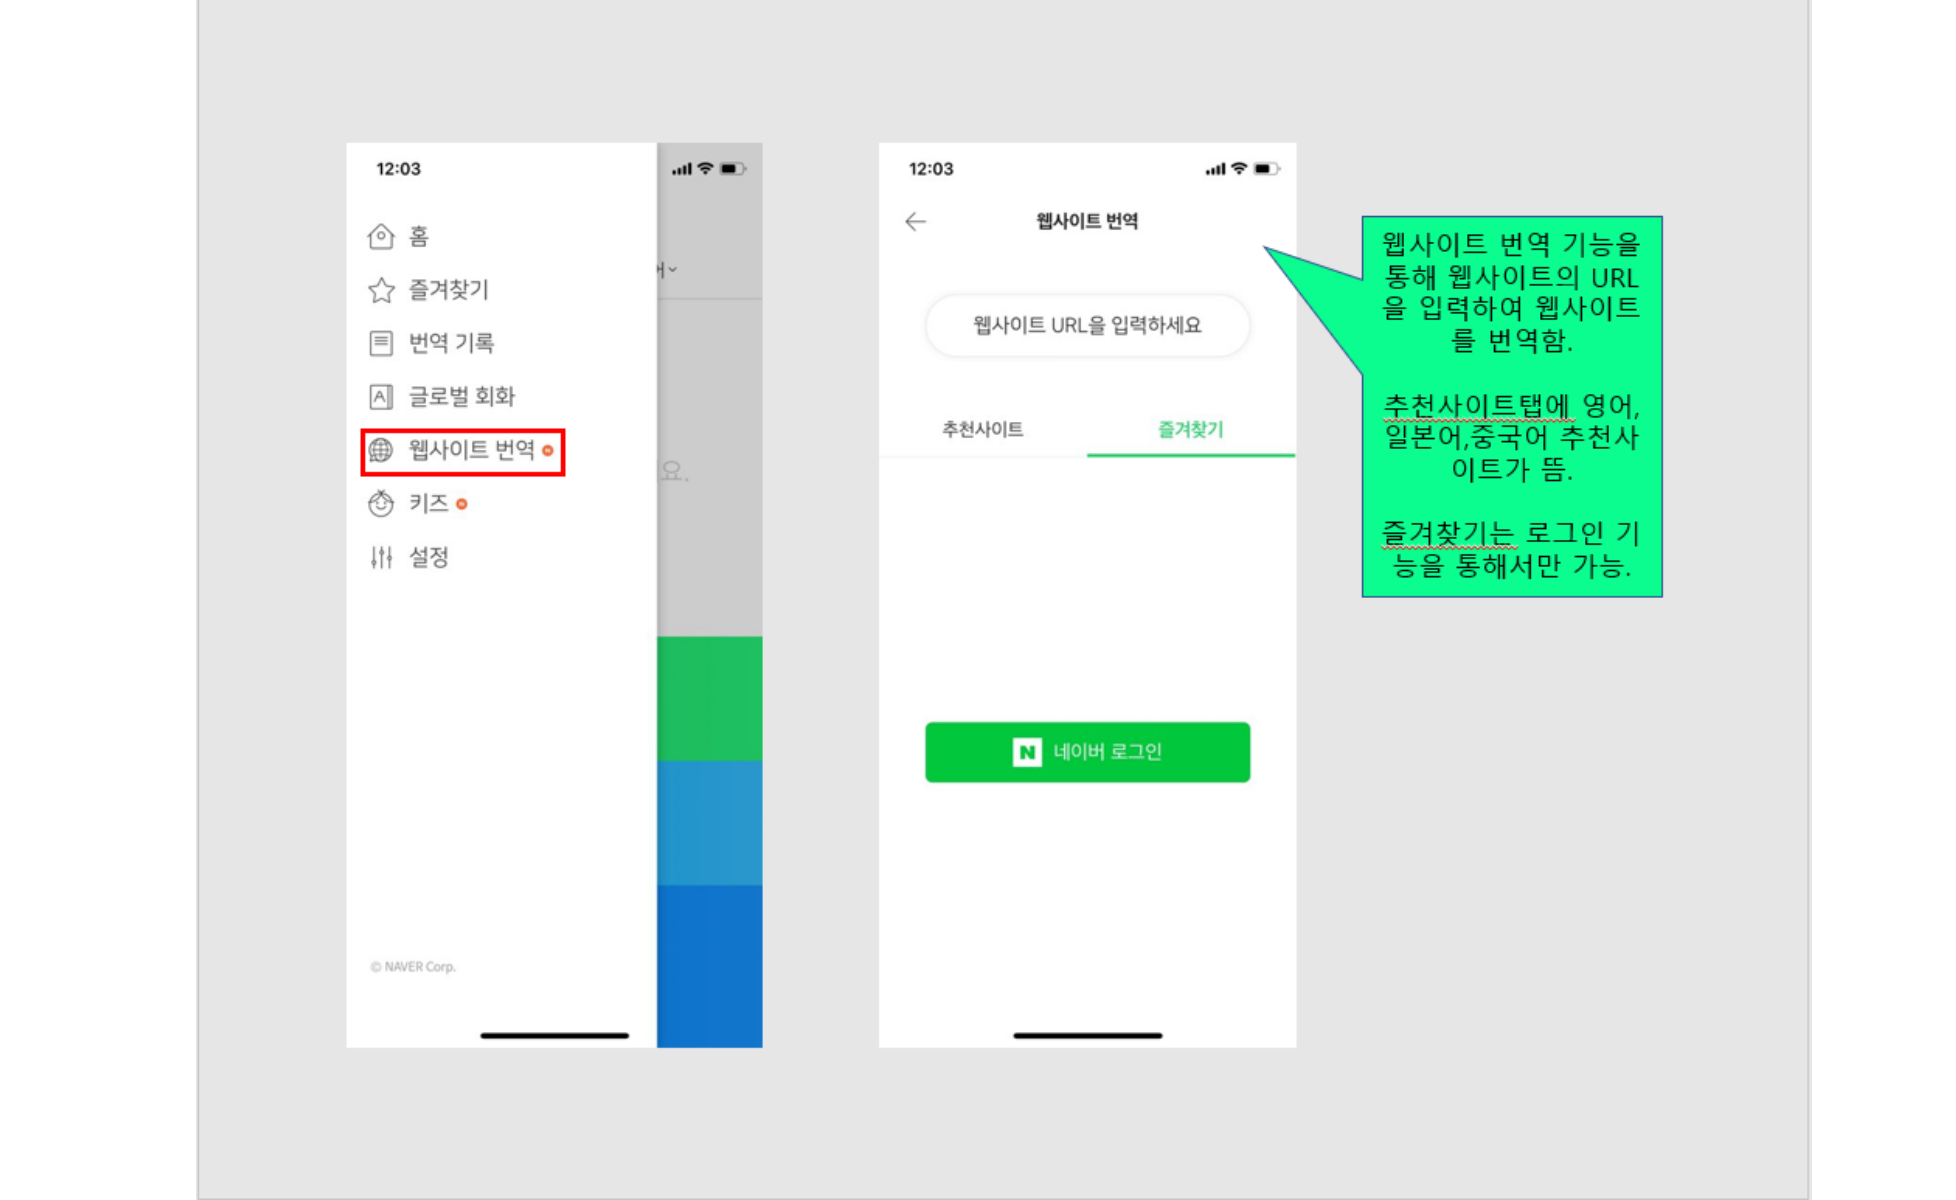 12:03
홈
즐겨찾기
번역 기록
글로벌 회화
웹사이트 번역
키즈
설정
요.
© NAVER Corp.
12:03
웹사이트 번역
웹사이트 URL을 입력하세요
추천사이트
즐겨찾기
N 네이버 로그인
웹사이트 번역 기능을
통해 웹사이트의 URL
을 입력하여 웹사이트
를 번역함.
추천사이트탭에 영어,
일본어,중국어 추천사
이트가 뜸.
즐겨찾기는 로그인 기
능을 통해서만 가능.